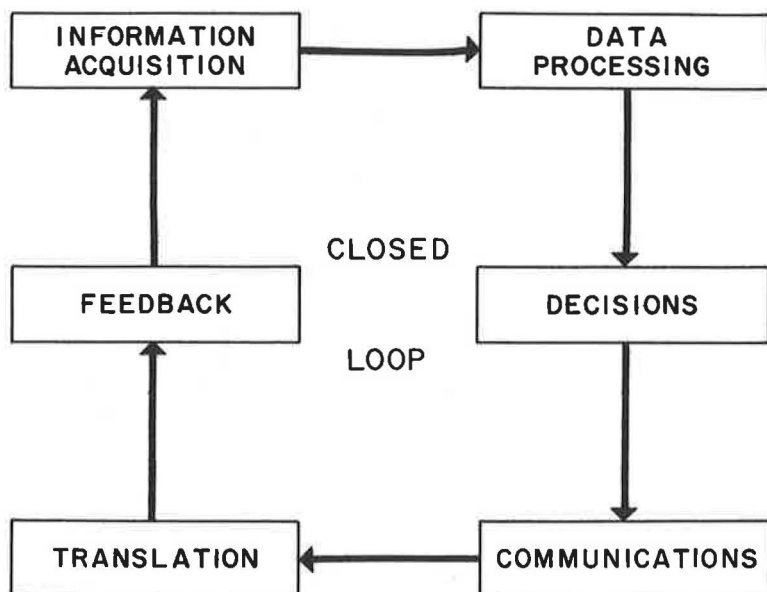 INFORMATION
ACQUISITION
DATA
PROCESSING
CLOSED
FEEDBACK
DECISIONS
LOOP
TRANSLATION
COMMUNICATIONS